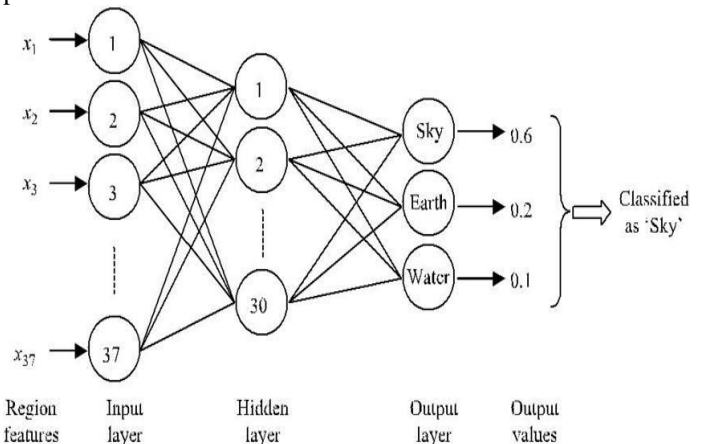 x1
x2
x3
x37
1
2
3
37
1
2
30
Sky
Earth
Water
0.6
0.2
0.1
Classified
as 'Sky'
Region
features
Input
layer
Hidden
layer
Output
layer
Output
values